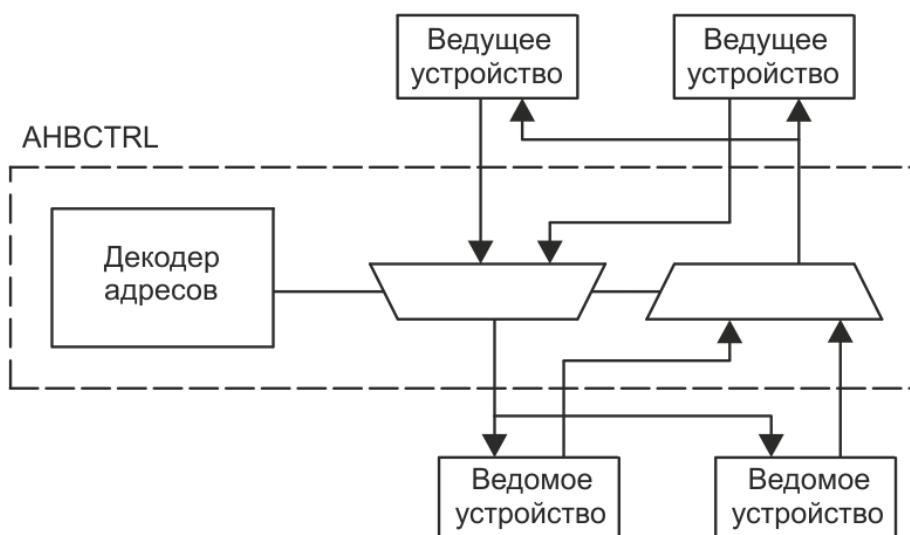 Ведущее
устройство
Ведущее
устройство
AHBCTRL
Декодер
адресов
Ведомое
устройство
Ведомое
устройство